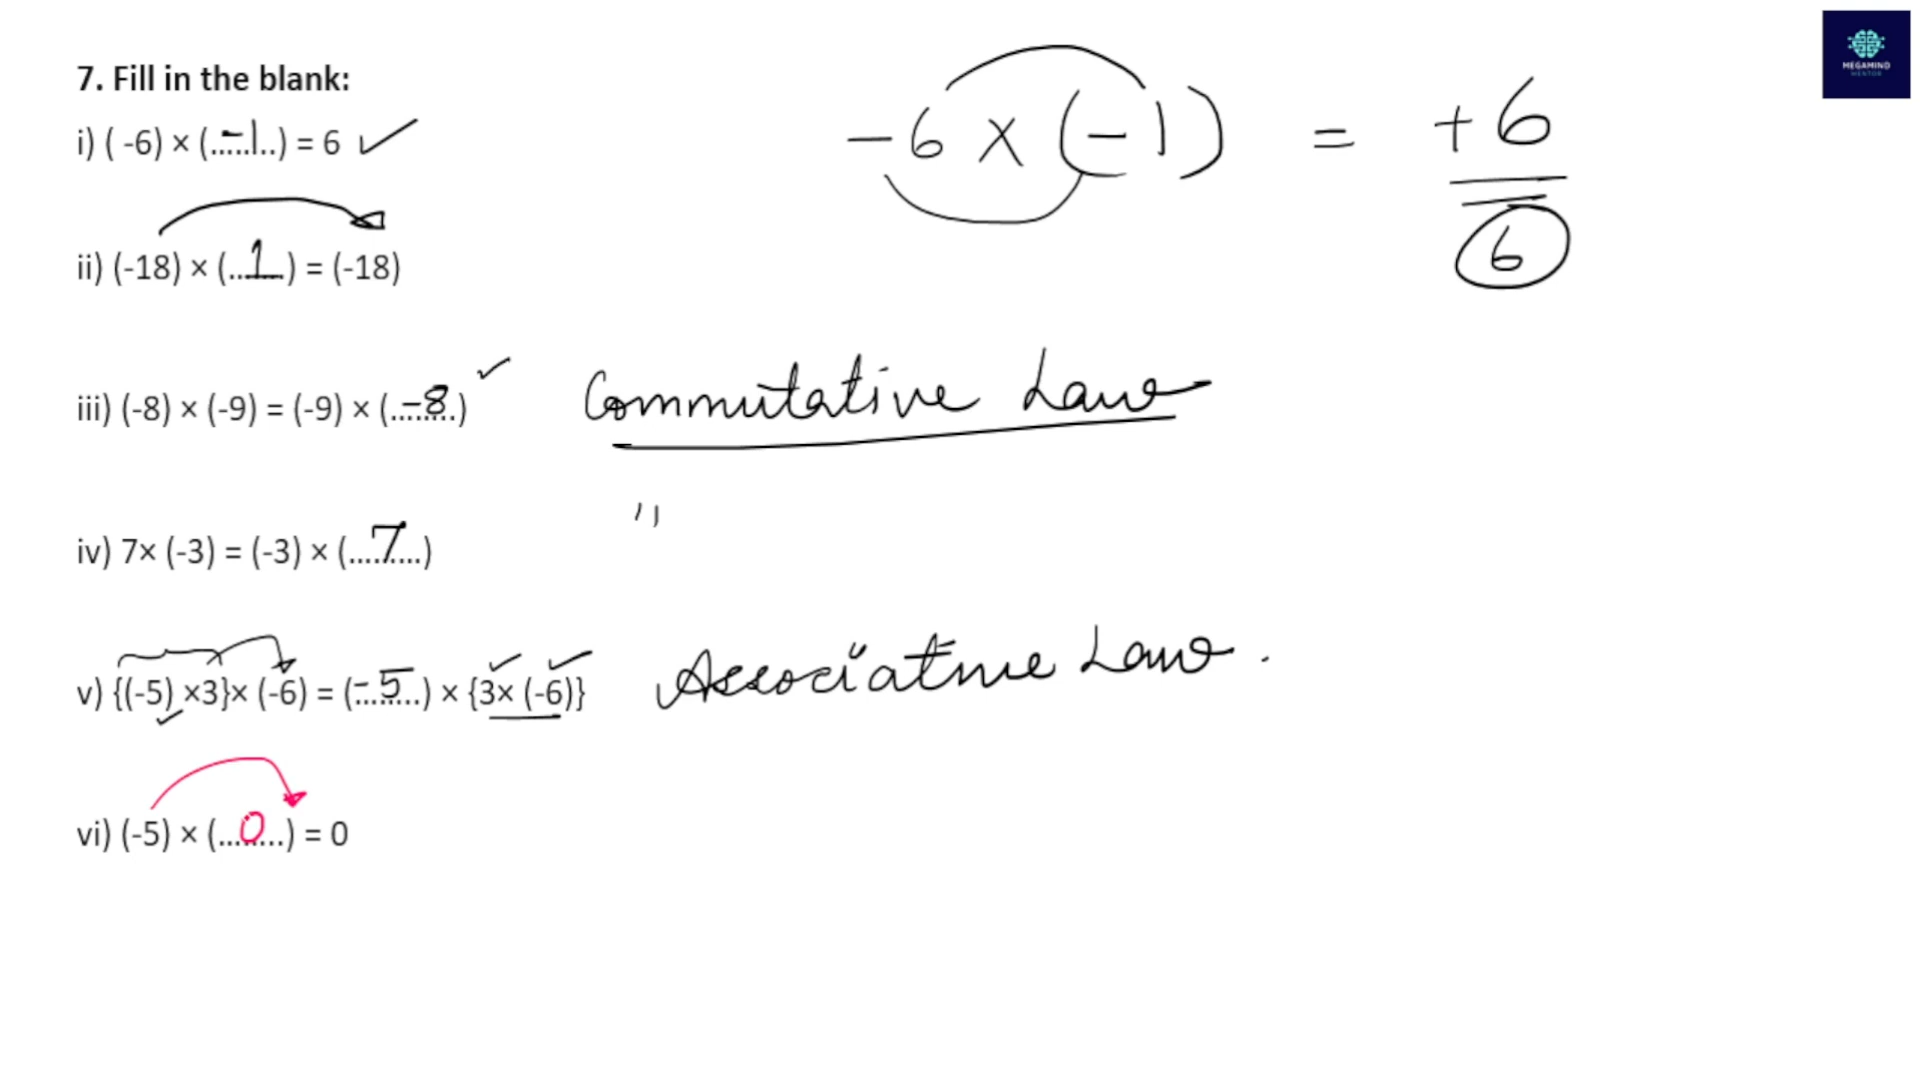 7. Fill in the blank:
i) ( -6) × (..-1..) = 6 ✓
-6 × (-1) = +6
6
ii) (-18) × (...1...) = (-18)
iii) (-8) × (-9) = (-9) × (...-8...) ✓ Commutative Law
"
iv) 7× (-3) = (-3) × (....7....)
v) {(-5) ×3}× (-6) = (..-5...) × {3× (-6)} Associative Law.
vi) (-5) × (...0....) = 0
MEGAMIND
MENTOR